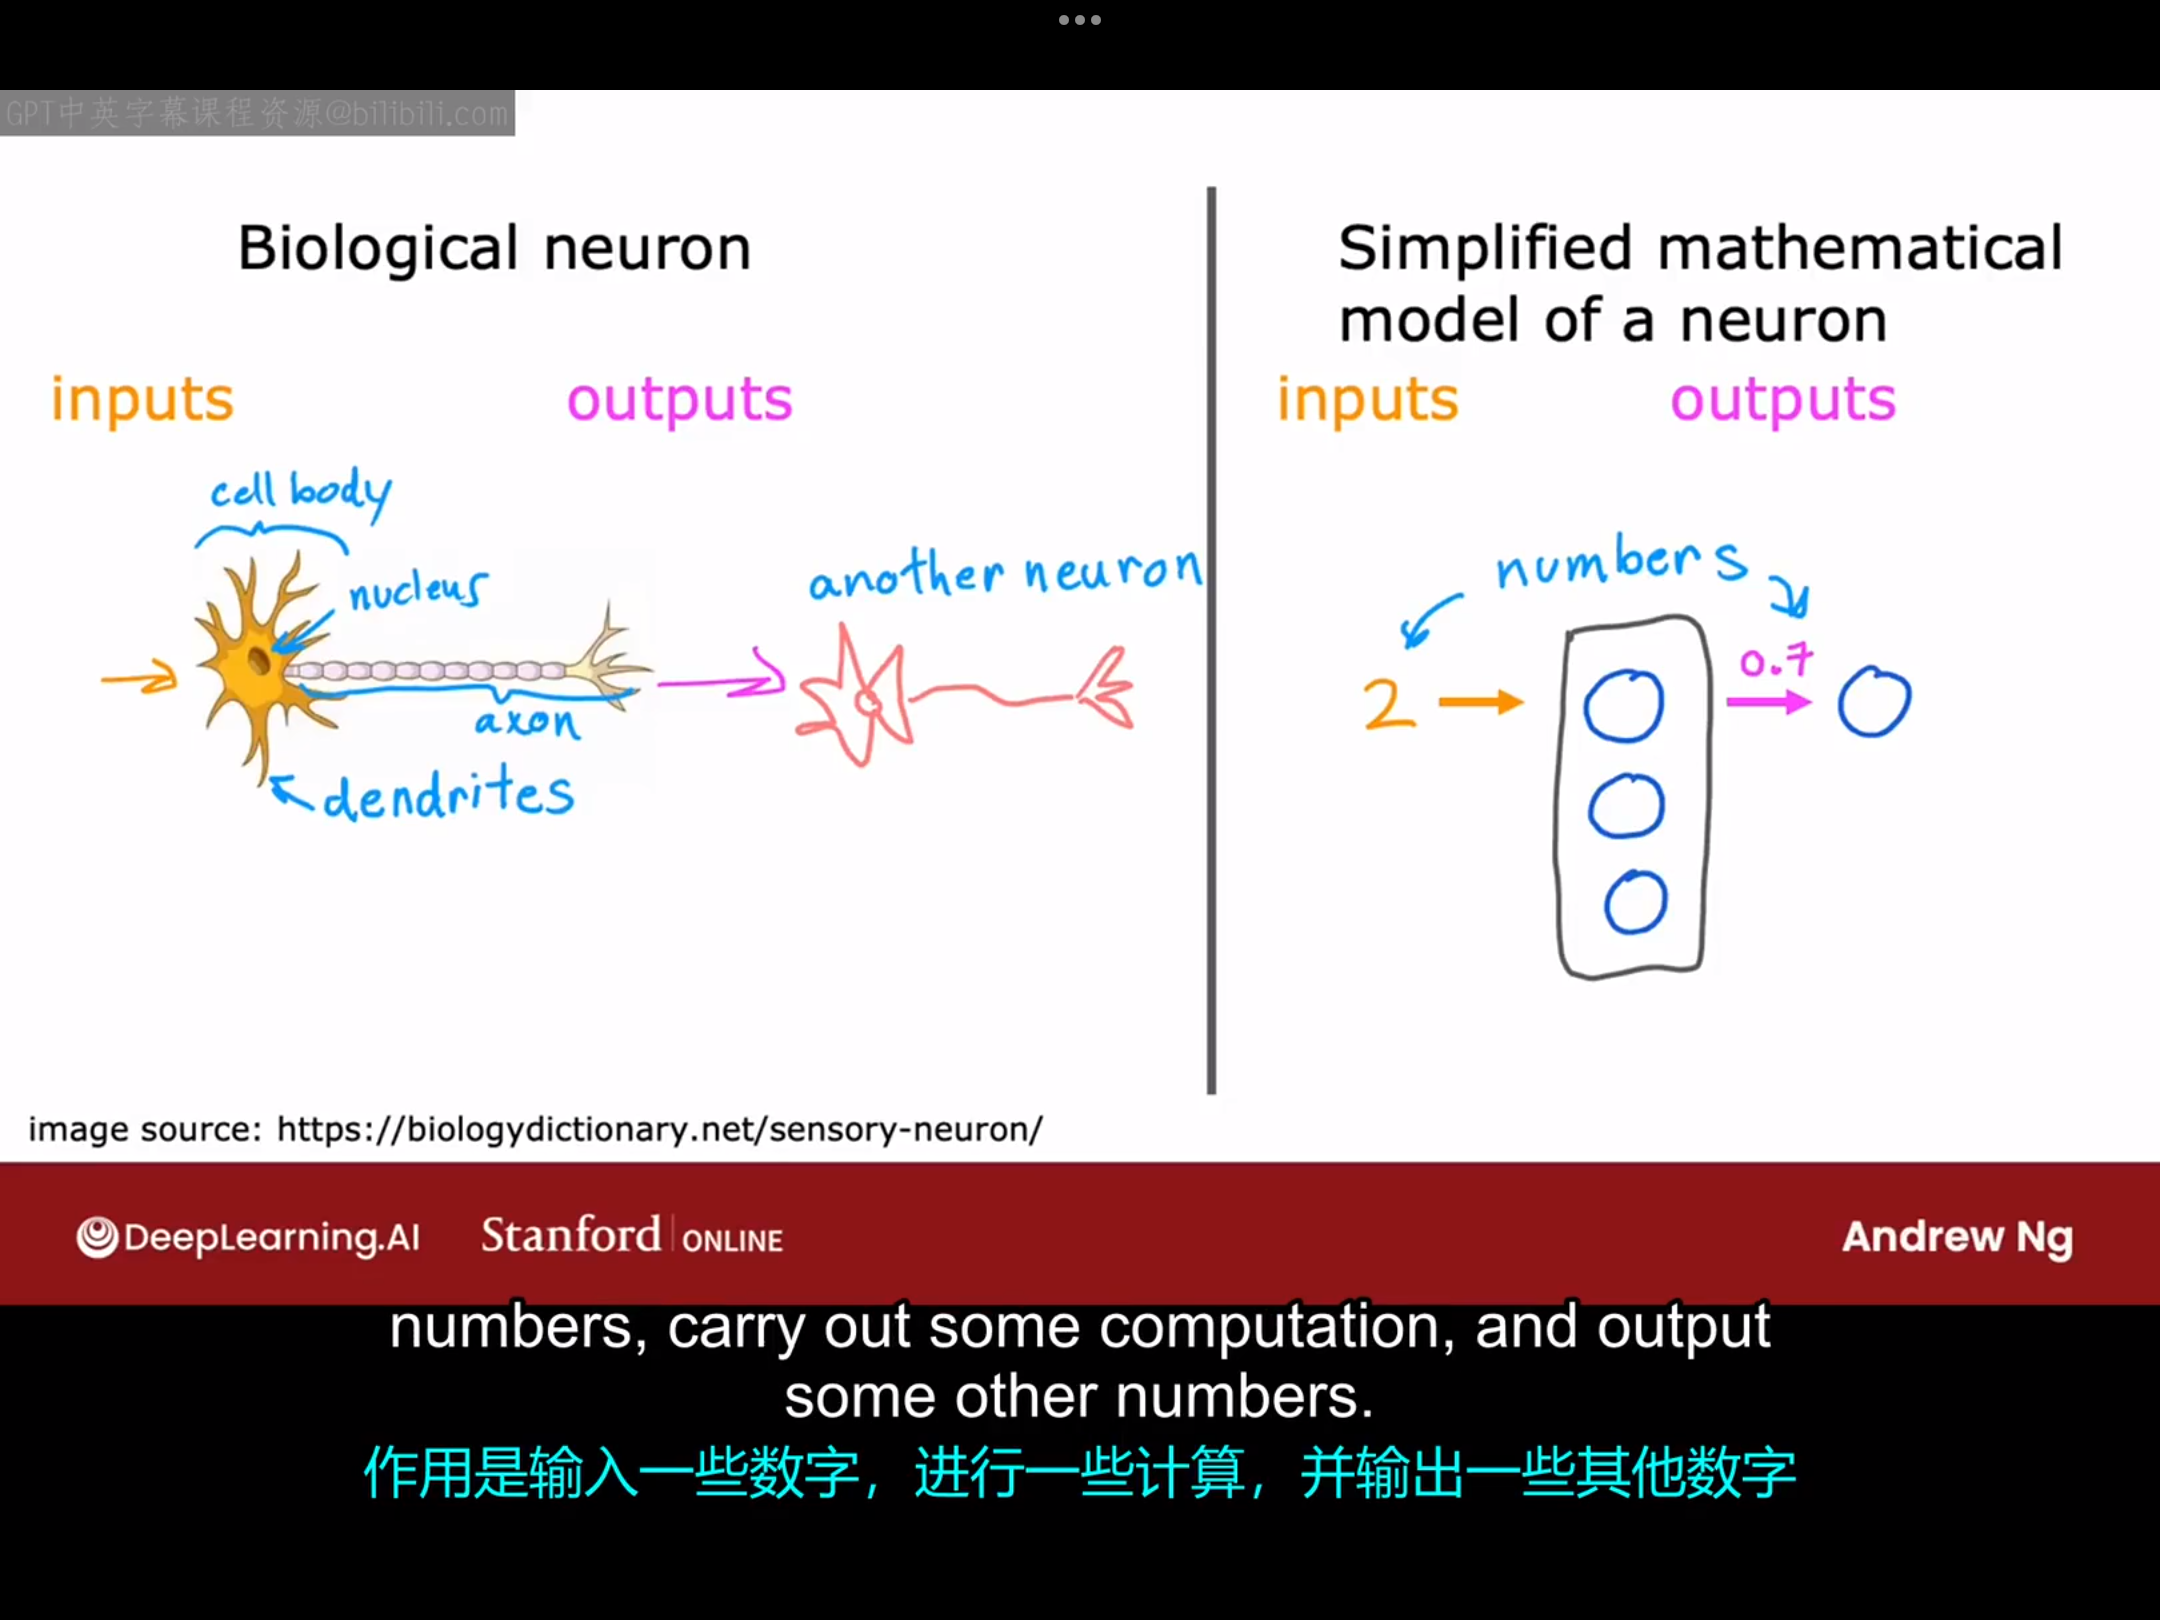 GPT中英字幕课程资源@bilibili.com
Biological neuron
inputs
outputs
cell body
nucleus
axon
dendrites
another neuron
Simplified mathematical
model of a neuron
inputs
outputs
numbers
2
0.7
image source: https://biologydictionary.net/sensory-neuron/
DeepLearning.AI
Stanford ONLINE
Andrew Ng
numbers, carry out some computation, and output
some other numbers.
作用是输入一些数字，进行一些计算，并输出一些其他数字